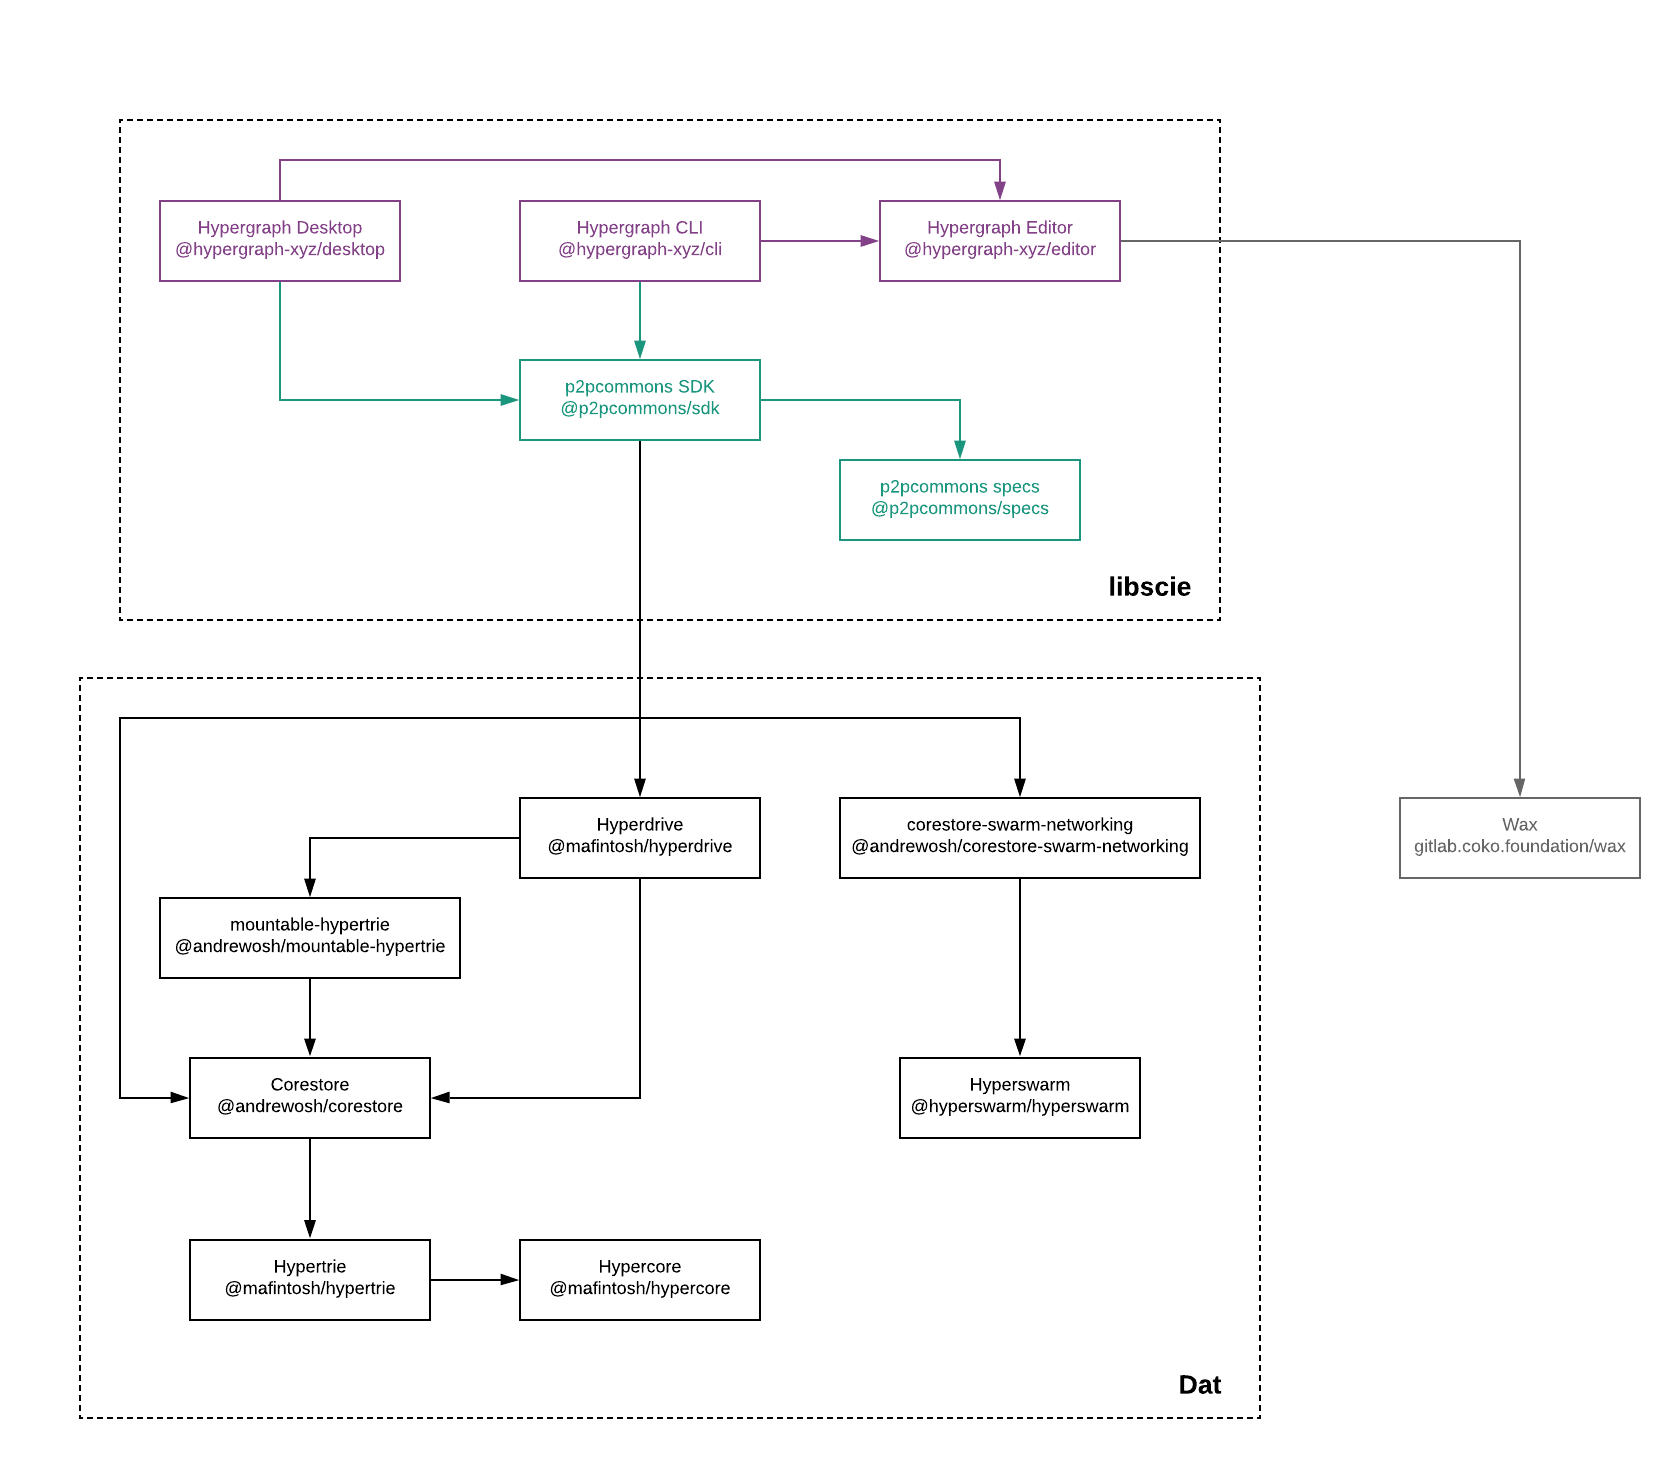 Hypergraph Desktop
@hypergraph-xyz/desktop
Hypergraph CLI
@hypergraph-xyz/cli
Hypergraph Editor
@hypergraph-xyz/editor
p2pcommons SDK
@p2pcommons/sdk
p2pcommons specs
@p2pcommons/specs
libscie
Hyperdrive
@mafintosh/hyperdrive
corestore-swarm-networking
@andrewosh/corestore-swarm-networking
Wax
gitlab.coko.foundation/wax
mountable-hypertrie
@andrewosh/mountable-hypertrie
Corestore
@andrewosh/corestore
Hyperswarm
@hyperswarm/hyperswarm
Hypertrie
@mafintosh/hypertrie
Hypercore
@mafintosh/hypercore
Dat